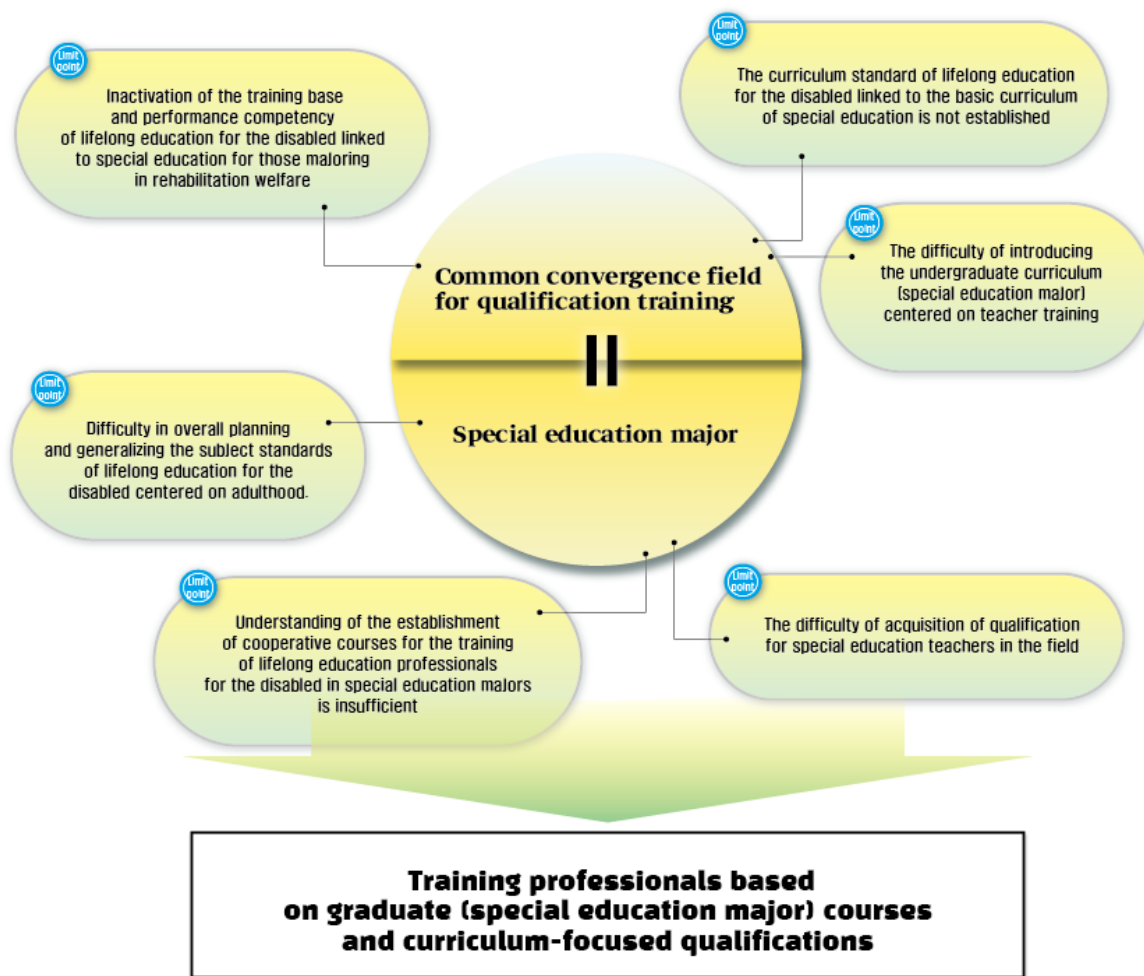 Limit
point
Inactivation of the training base
and performance competency
of lifelong education for the disabled linked
to special education for those majoring
in rehabilitation welfare
Limit
point
The curriculum standard of lifelong education
for the disabled linked to the basic curriculum
of special education is not established
Limit
point
The difficulty of introducing
the undergraduate curriculum
(special education major)
centered on teacher training
Common convergence field
for qualification training
Special education major
Limit
point
Difficulty in overall planning
and generalizing the subject standards
of lifelong education for the
disabled centered on adulthood.
Limit
point
Understanding of the establishment
of cooperative courses for the training
of lifelong education professionals
for the disabled in special education majors
is insufficient
Limit
point
The difficulty of acquisition of qualification
for special education teachers in the field
Training professionals based
on graduate (special education major) courses
and curriculum-focused qualifications